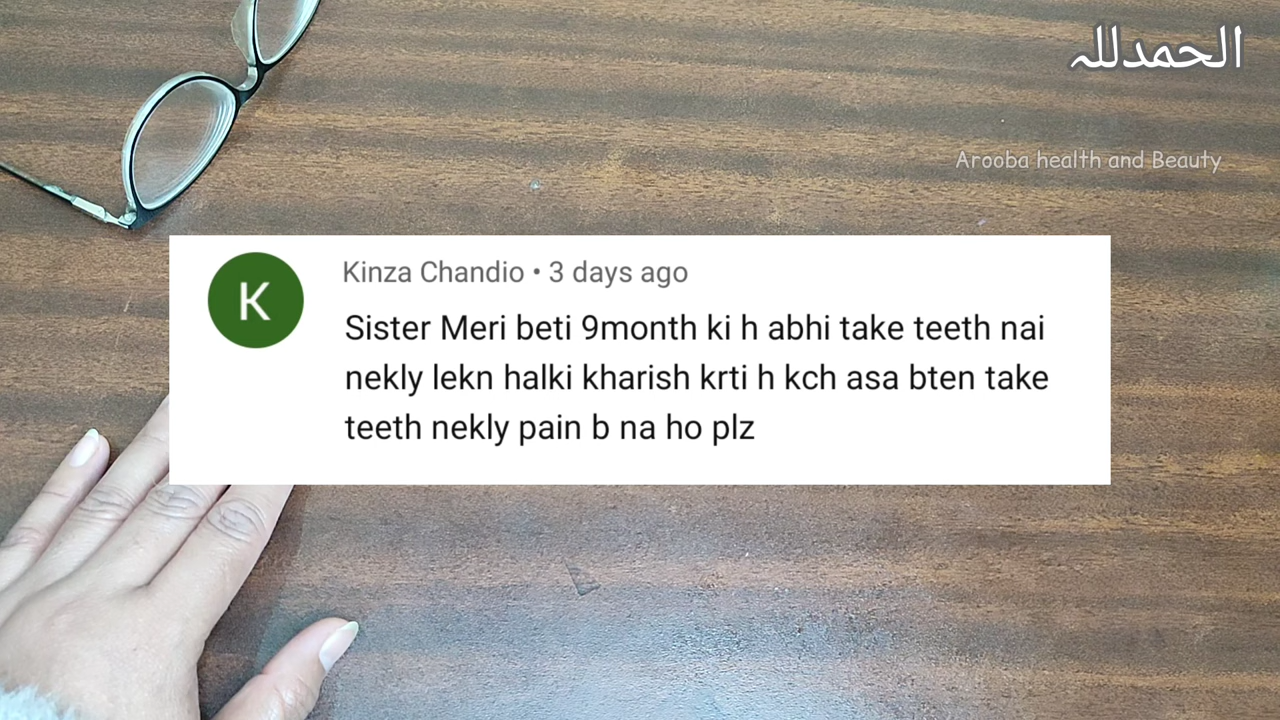 الحمدللہ
Arooba health and Beauty
K
Kinza Chandio • 3 days ago
Sister Meri beti 9month ki h abhi take teeth nai
nekly lekn halki kharish krti h kch asa bten take
teeth nekly pain b na ho plz